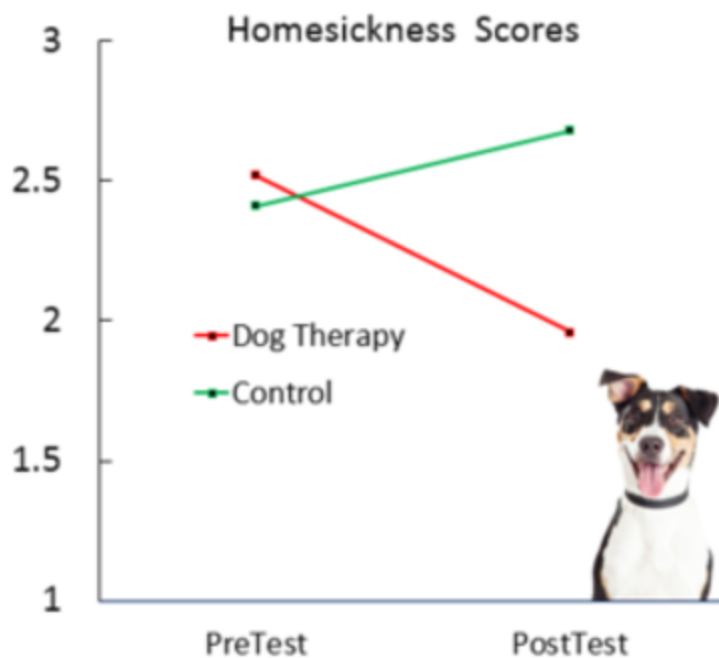 Homesickness Scores
3
2.5
2
1.5
1
Dog Therapy
Control
PreTest PostTest